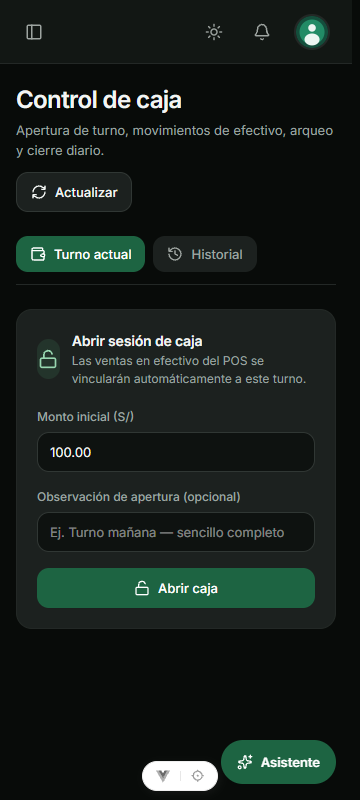 Control de caja
Apertura de turno, movimientos de efectivo, arqueo
y cierre diario.
Actualizar
Turno actual
Historial
Abrir sesión de caja
Las ventas en efectivo del POS se
vincularán automáticamente a este turno.
Monto inicial (S/)
100.00
Observación de apertura (opcional)
Ej. Turno mañana — sencillo completo
Abrir caja
Asistente